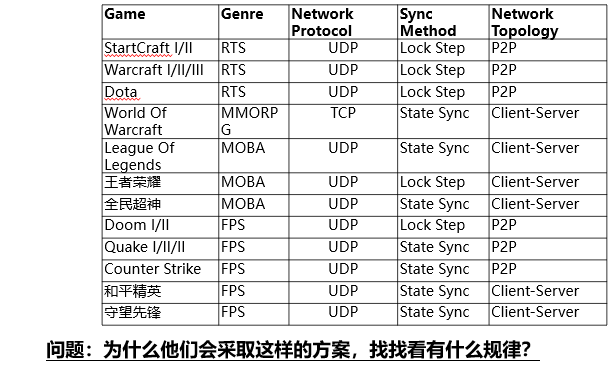 Game Genre Network Protocol Sync Method Network Topology
StartCraft I/II RTS UDP Lock Step P2P
Warcraft I/II/III RTS UDP Lock Step P2P
Dota RTS UDP Lock Step P2P
World Of Warcraft MMORPG TCP State Sync Client-Server
League Of Legends MOBA UDP State Sync Client-Server
王者荣耀 MOBA UDP Lock Step Client-Server
全民超神 MOBA UDP State Sync Client-Server
Doom I/II FPS UDP Lock Step P2P
Quake I/II/II FPS UDP State Sync P2P
Counter Strike FPS UDP State Sync P2P
和平精英 FPS UDP State Sync Client-Server
守望先锋 FPS UDP State Sync Client-Server
问题：为什么他们会采取这样的方案，找找看有什么规律？